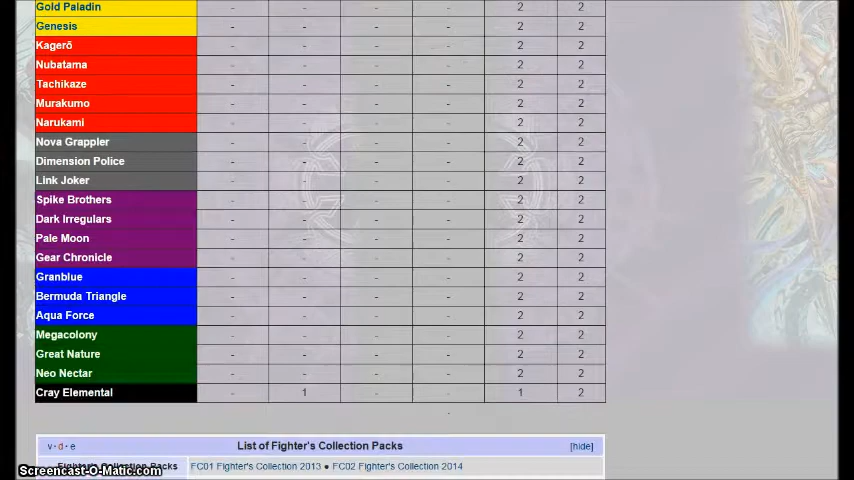 Gold Paladin - - - - 2 2
Genesis - - - - 2 2
Kagerō - - - - 2 2
Nubatama - - - - 2 2
Tachikaze - - - - 2 2
Murakumo - - - - 2 2
Narukami - - - - 2 2
Nova Grappler - - - - 2 2
Dimension Police - - - - 2 2
Link Joker - - - - 2 2
Spike Brothers - - - - 2 2
Dark Irregulars - - - - 2 2
Pale Moon - - - - 2 2
Gear Chronicle - - - - 2 2
Granblue - - - - 2 2
Bermuda Triangle - - - - 2 2
Aqua Force - - - - 2 2
Megacolony - - - - 2 2
Great Nature - - - - 2 2
Neo Nectar - - - - 2 2
Cray Elemental - 1 - - 1 2
v · d · e List of Fighter's Collection Packs [hide]
Fighter's Collection Packs FC01 Fighter's Collection 2013 ● FC02 Fighter's Collection 2014
Screencast-O-Matic.com